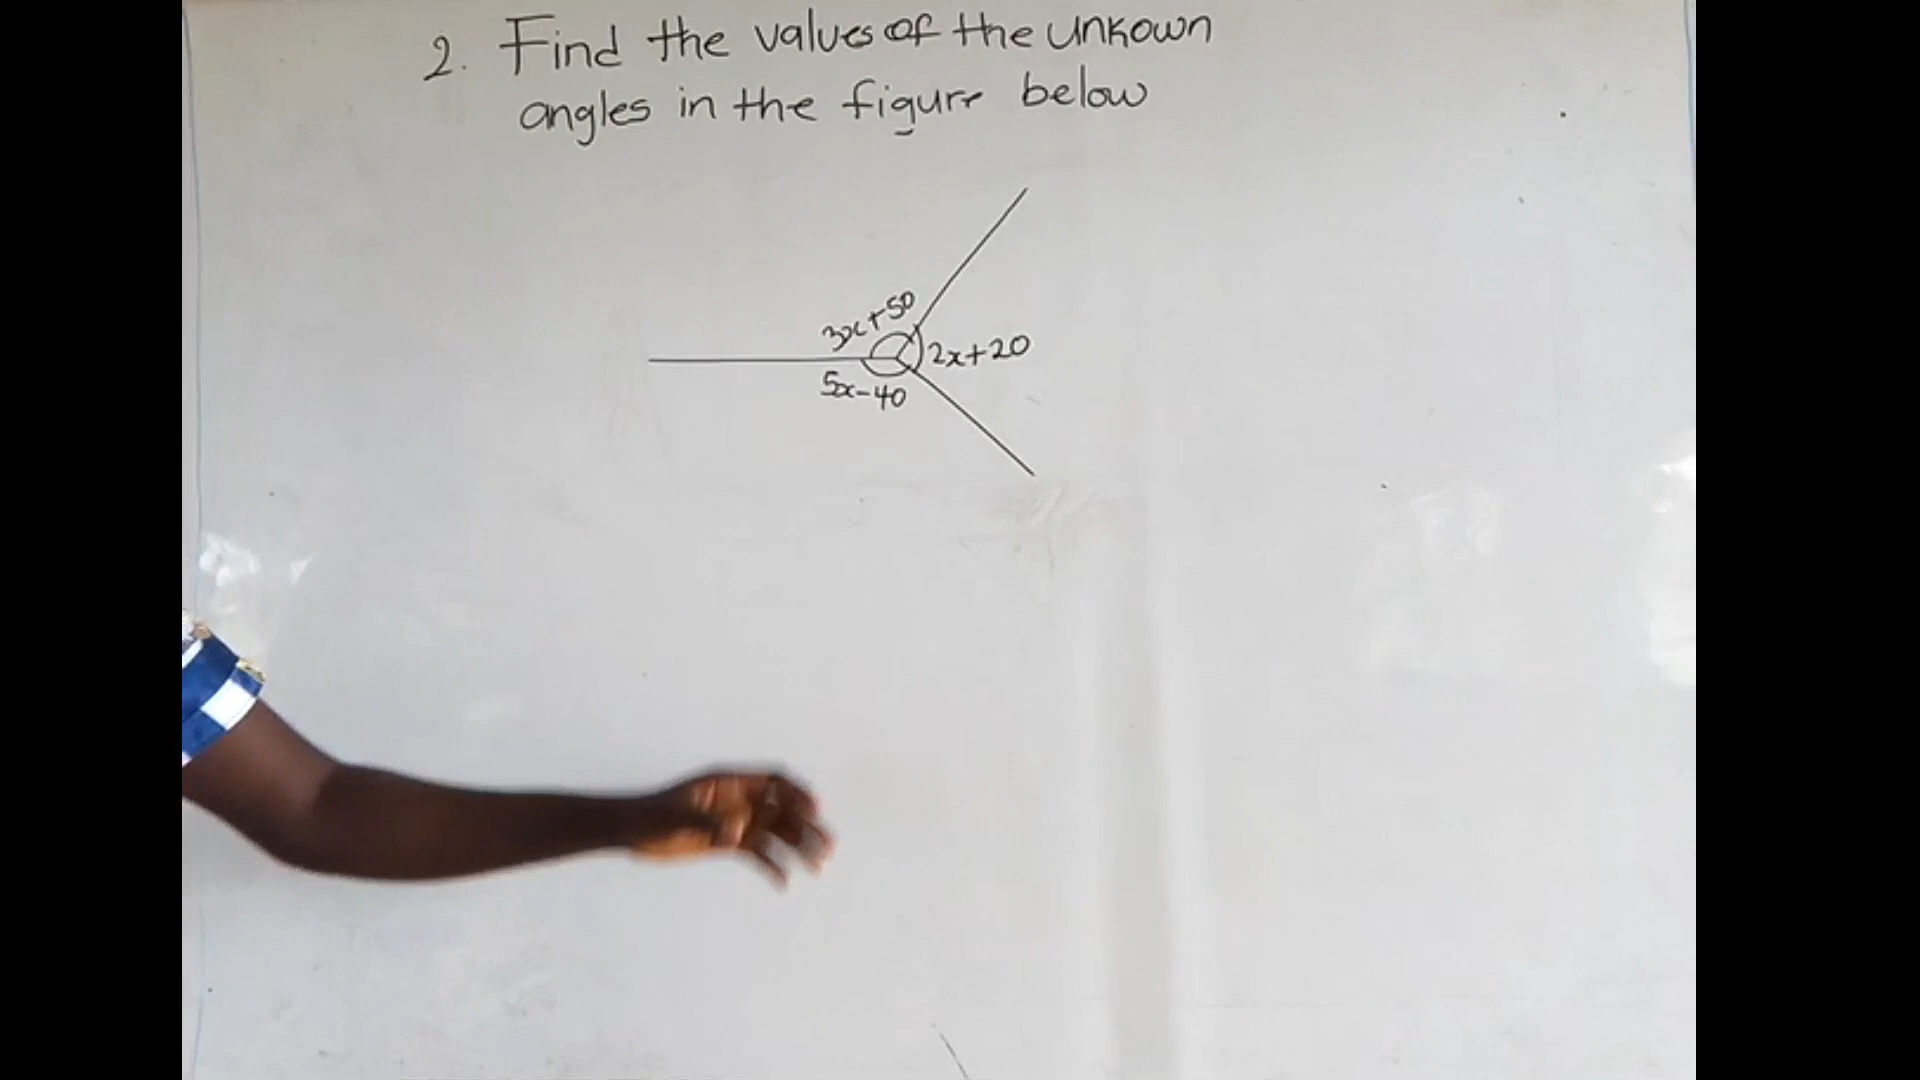 2. Find the values of the unkown
angles in the figure below
3x+50
2x+20
5x-40